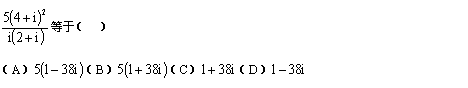 5(4+i)²/i(2+i) 等于（　）
（A）5(1−38i)（B）5(1+38i)（C）1+38i（D）1−38i